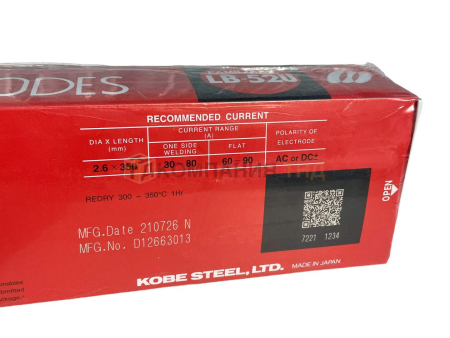 ODES
LB-52U
RECOMMENDED CURRENT
DIA X LENGTH
(mm)
CURRENT RANGE
(A)
POLARITY OF
ELECTRODE
ONE SIDE
WELDING
FLAT
2.6 × 350
30 - 80
60 - 90
AC or DC±
КОМПАНИЯ ТКД
REDRY 300 - 350°C 1Hr
OPEN
MFG.Date 210726 N
MFG.No. D12663013
7221 1234
KOBE STEEL, LTD.
MADE IN JAPAN